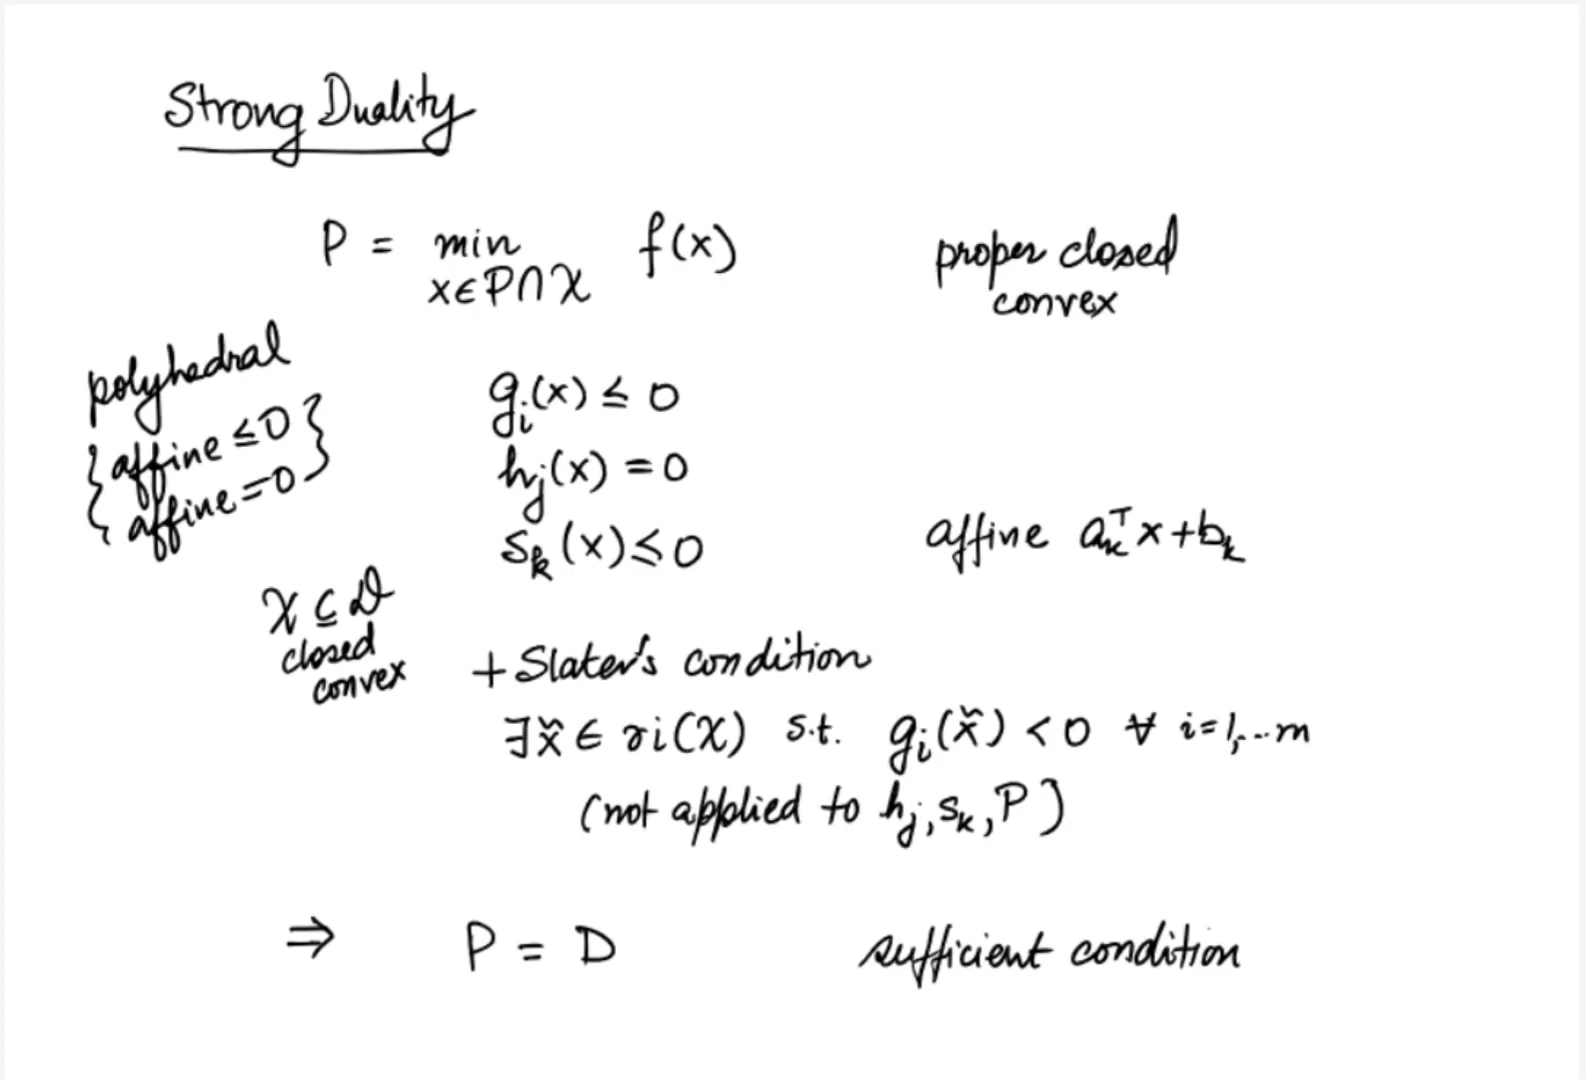 Strong Duality
P = min f(x) proper closed
x∈P∩X convex
polyhedral
{ affine ≤0 }
affine =0
gᵢ(x) ≤ 0
hⱼ(x) = 0
sₖ(x) ≤ 0 affine aₖᵀx+bₖ
X ⊆ D
closed
convex
+ Slater's condition
∃x̌ ∈ ri(X) s.t. gᵢ(x̌) < 0 ∀ i=1,...m
(not applied to hⱼ, sₖ, P)
⇒ P = D sufficient condition